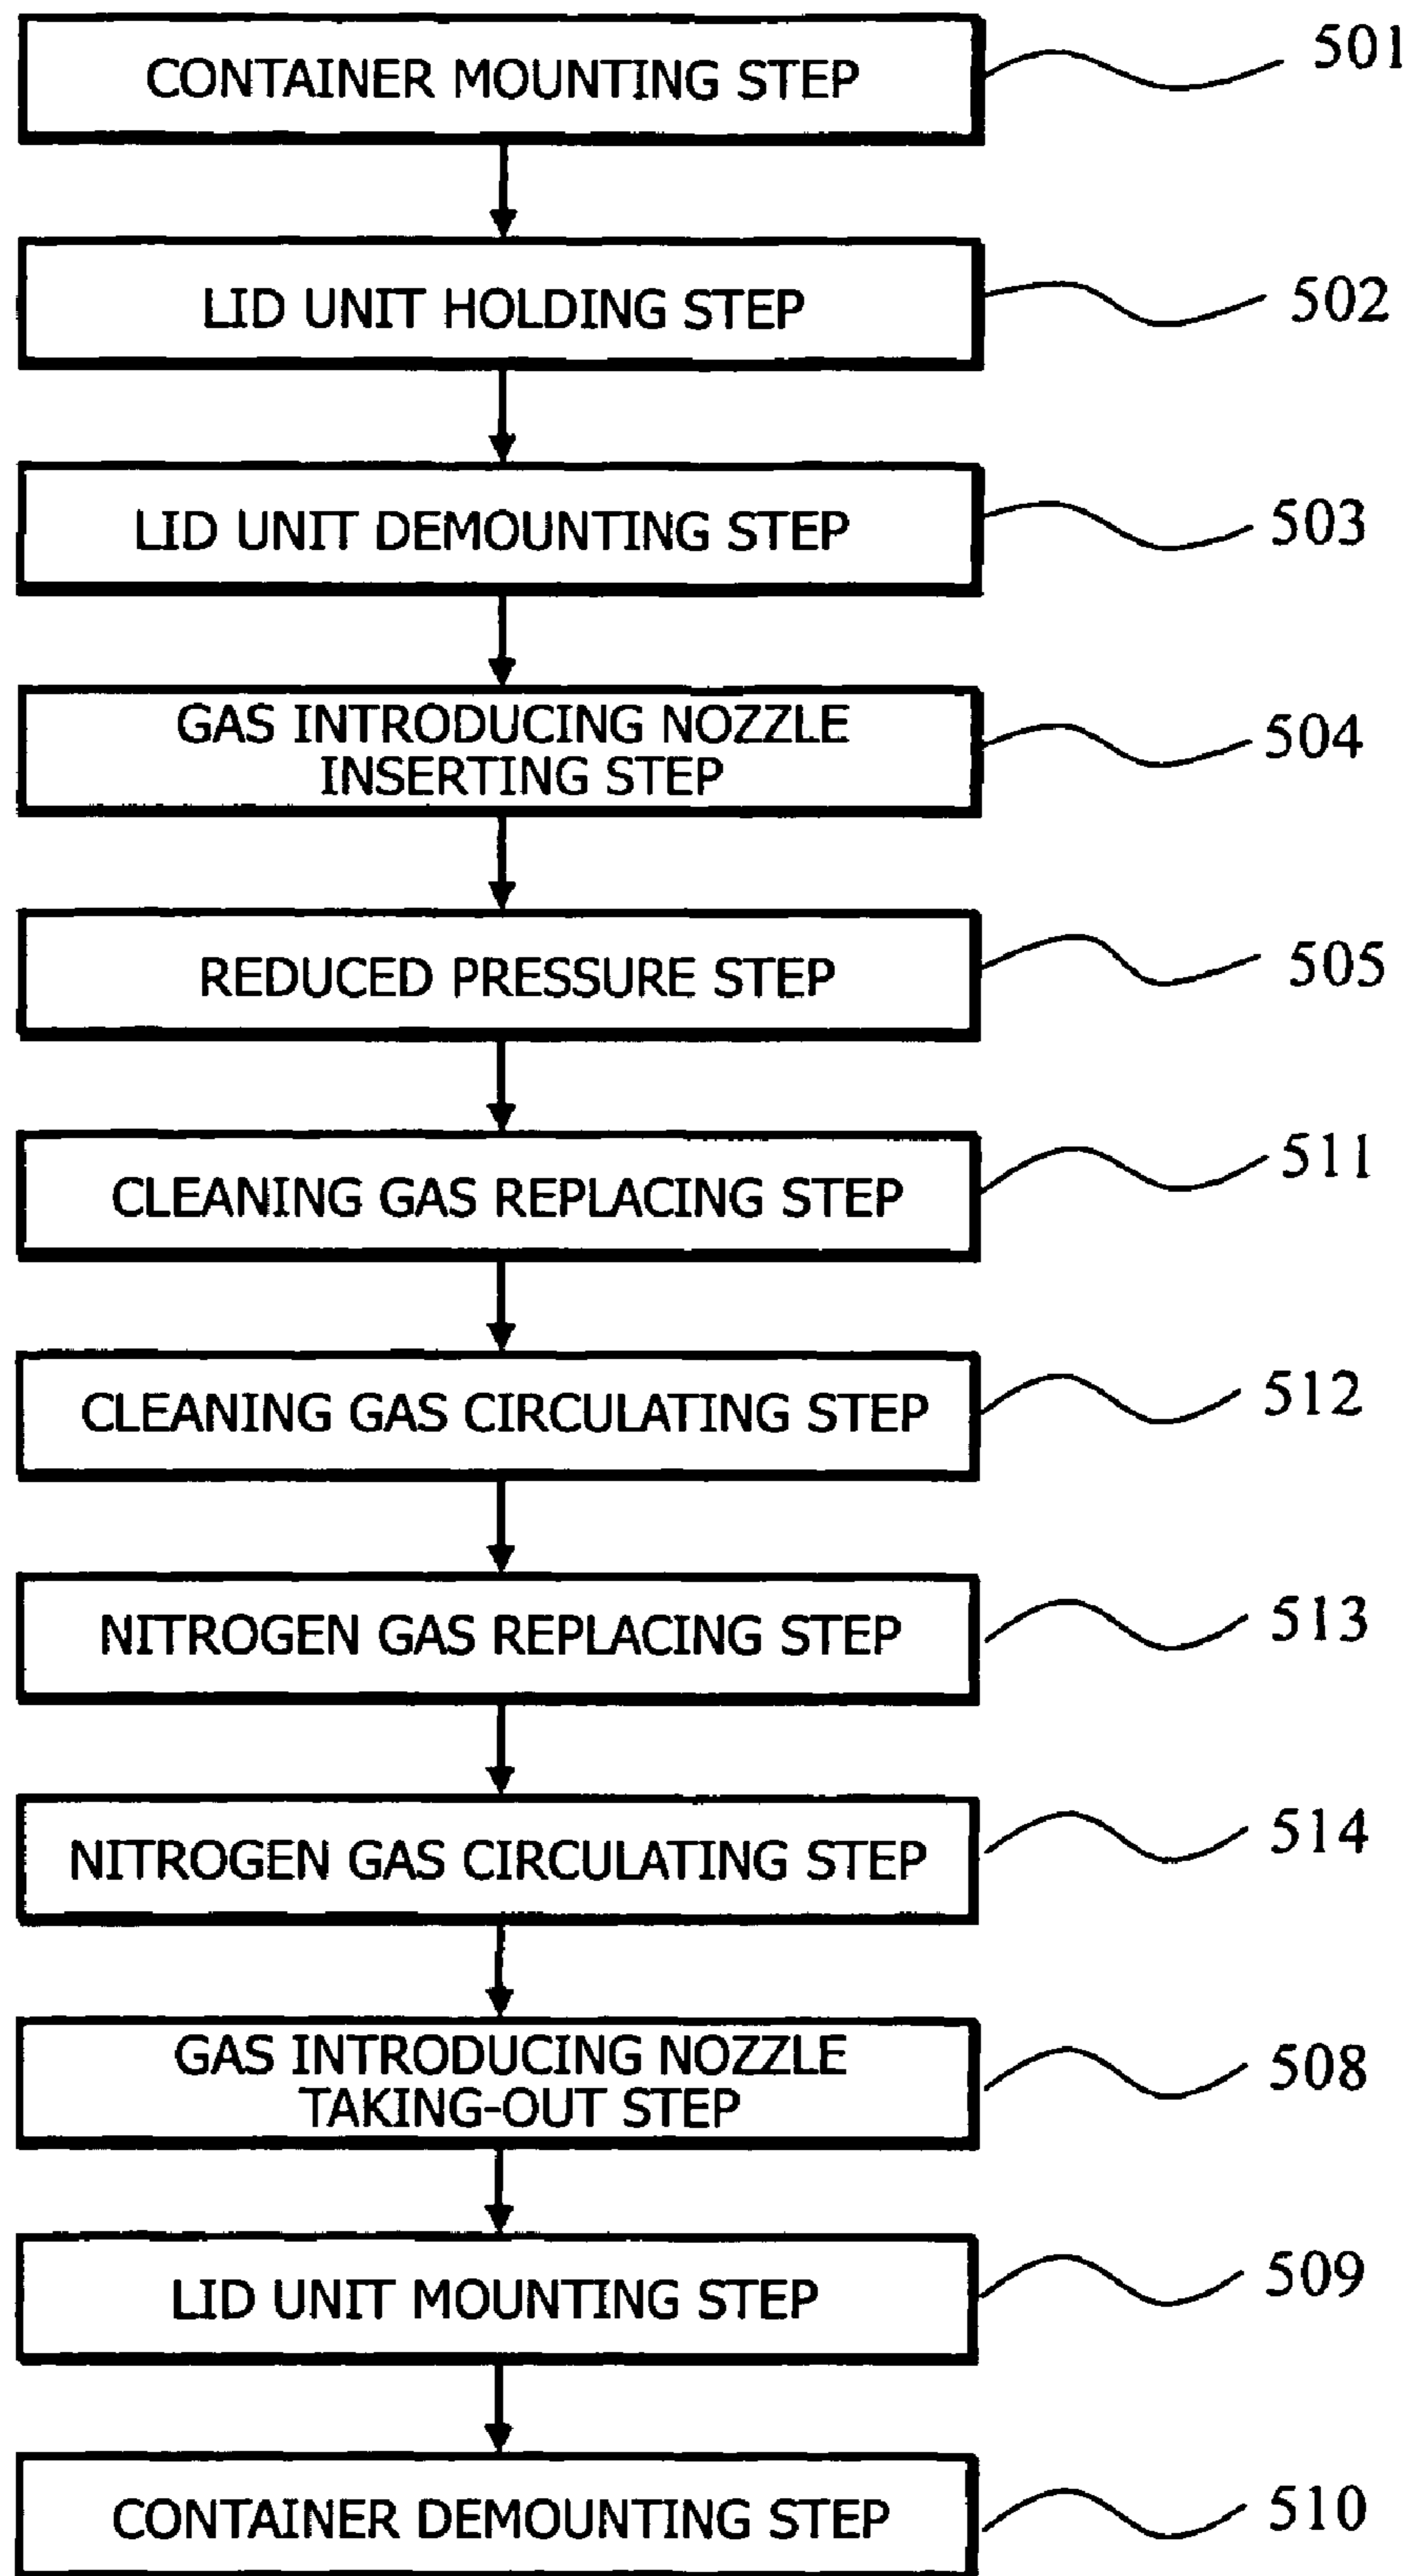 CONTAINER MOUNTING STEP
501
LID UNIT HOLDING STEP
502
LID UNIT DEMOUNTING STEP
503
GAS INTRODUCING NOZZLE
INSERTING STEP
504
REDUCED PRESSURE STEP
505
CLEANING GAS REPLACING STEP
511
CLEANING GAS CIRCULATING STEP
512
NITROGEN GAS REPLACING STEP
513
NITROGEN GAS CIRCULATING STEP
514
GAS INTRODUCING NOZZLE
TAKING-OUT STEP
508
LID UNIT MOUNTING STEP
509
CONTAINER DEMOUNTING STEP
510